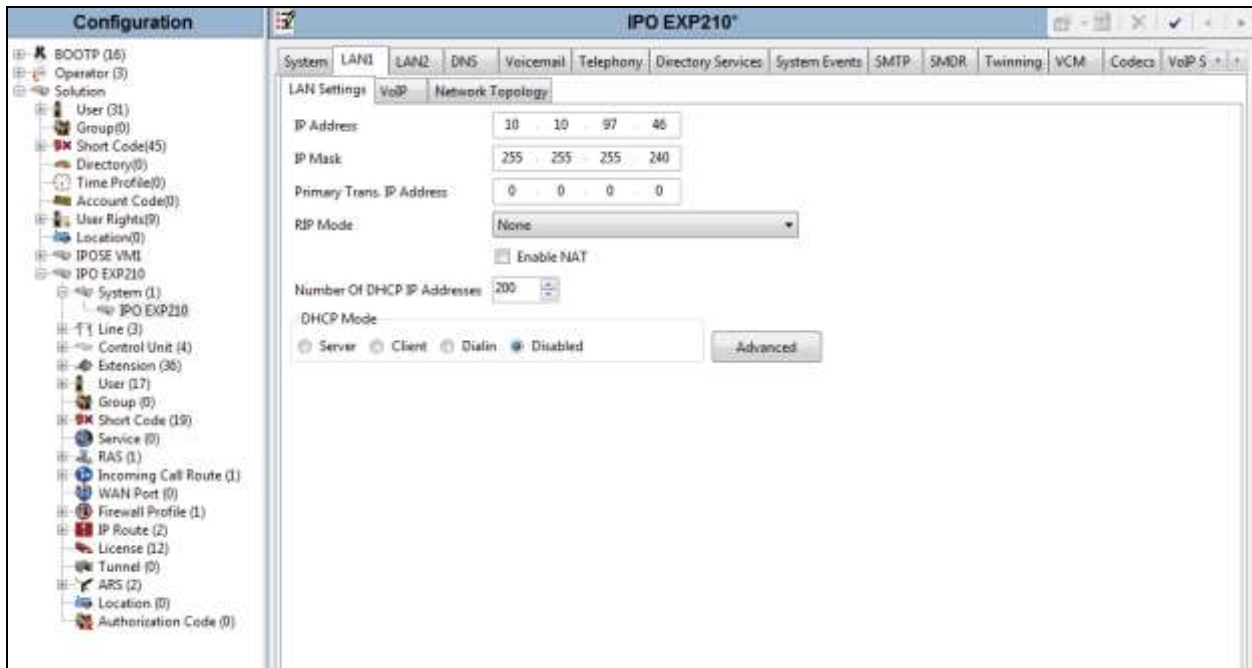 Configuration
BOOTP (16)
Operator (3)
Solution
User (31)
Group(0)
Short Code(45)
Directory(0)
Time Profile(0)
Account Code(0)
User Rights(9)
Location(0)
IPOSE VM1
IPO EXP210
System (1)
IPO EXP210
Line (3)
Control Unit (4)
Extension (36)
User (17)
Group (0)
Short Code (19)
Service (0)
RAS (1)
Incoming Call Route (1)
WAN Port (0)
Firewall Profile (1)
IP Route (2)
License (12)
Tunnel (0)
ARS (2)
Location (0)
Authorization Code (0)
IPO EXP210*
System LAN1 LAN2 DNS Voicemail Telephony Directory Services System Events SMTP SMDR Twinning VCM Codecs VoIP S
LAN Settings VoIP Network Topology
IP Address 10 . 10 . 97 . 46
IP Mask 255 . 255 . 255 . 240
Primary Trans. IP Address 0 . 0 . 0 . 0
RIP Mode None
Enable NAT
Number Of DHCP IP Addresses 200
DHCP Mode
Server Client Dialin Disabled Advanced